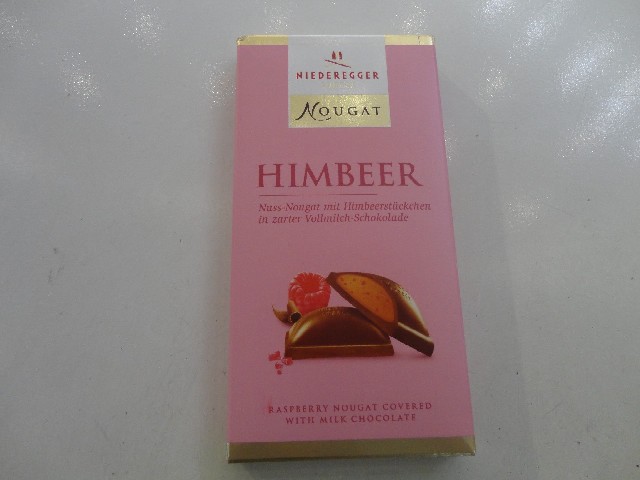 NIEDEREGGER
NOUGAT
HIMBEER
Nuss-Nougat mit Himbeerstückchen
in zarter Vollmilch-Schokolade
RASPBERRY NOUGAT COVERED
WITH MILK CHOCOLATE